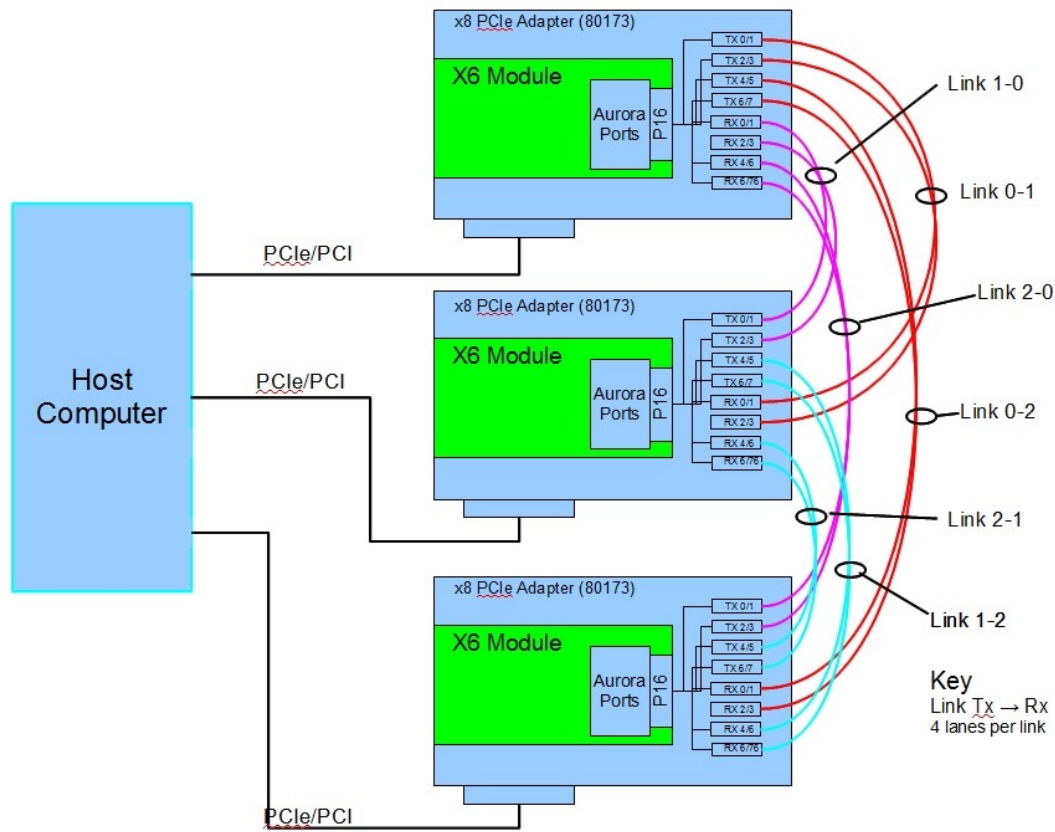 x8 PCIe Adapter (80173)
X6 Module
Aurora
Ports
P16
TX 0/1
TX 2/3
TX 4/5
TX 6/7
RX 0/1
RX 2/3
RX 4/6
RX 6/76
Link 1-0
Link 0-1
PCIe/PCI
x8 PCIe Adapter (80173)
X6 Module
Aurora
Ports
P16
TX 0/1
TX 2/3
TX 4/5
TX 6/7
RX 0/1
RX 2/3
RX 4/6
RX 6/76
Link 2-0
Host
Computer
PCIe/PCI
Link 0-2
Link 2-1
x8 PCIe Adapter (80173)
X6 Module
Aurora
Ports
P16
TX 0/1
TX 2/3
TX 4/5
TX 6/7
RX 0/1
RX 2/3
RX 4/6
RX 6/76
Link 1-2
Key
Link Tx → Rx
4 lanes per link
PCIe/PCI